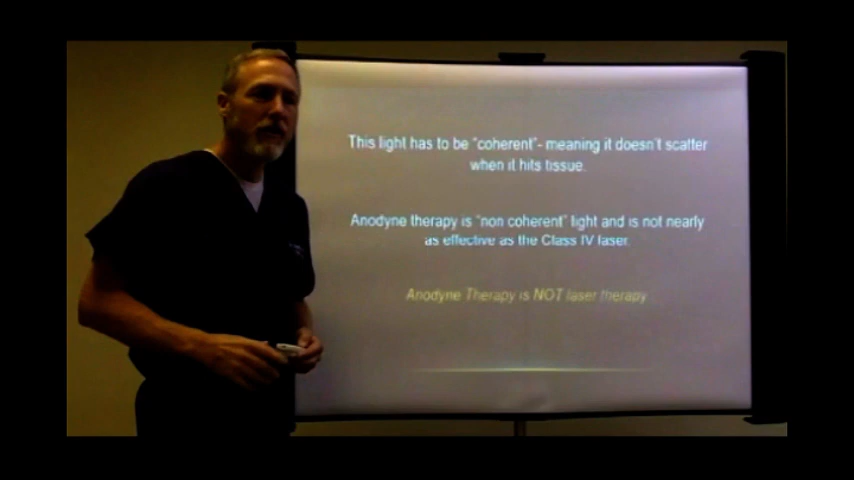 This light has to be "coherent"- meaning it doesn't scatter
when it hits tissue.
Anodyne therapy is "non coherent" light and is not nearly
as effective as the Class IV laser.
Anodyne Therapy is NOT laser therapy